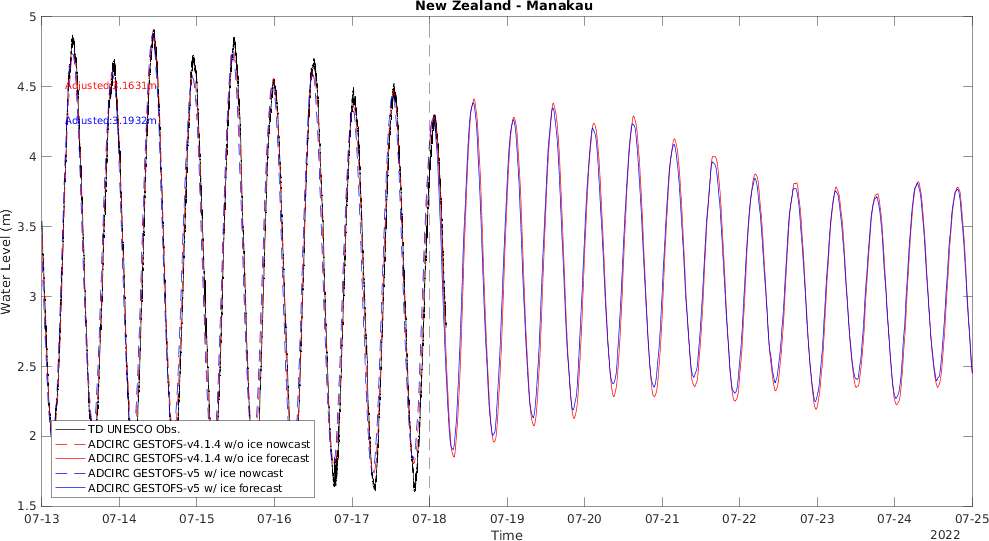 New Zealand - Manakau
5
4.5
4
3.5
3
2.5
2
1.5
Water Level (m)
Adjusted:3.1932m
TD UNESCO Obs.
ADCIRC GESTOFS-v4.1.4 w/o ice nowcast
ADCIRC GESTOFS-v4.1.4 w/o ice forecast
ADCIRC GESTOFS-v5 w/ ice nowcast
ADCIRC GESTOFS-v5 w/ ice forecast
07-13 07-14 07-15 07-16 07-17 07-18 07-19 07-20 07-21 07-22 07-23 07-24 07-25
Time
2022